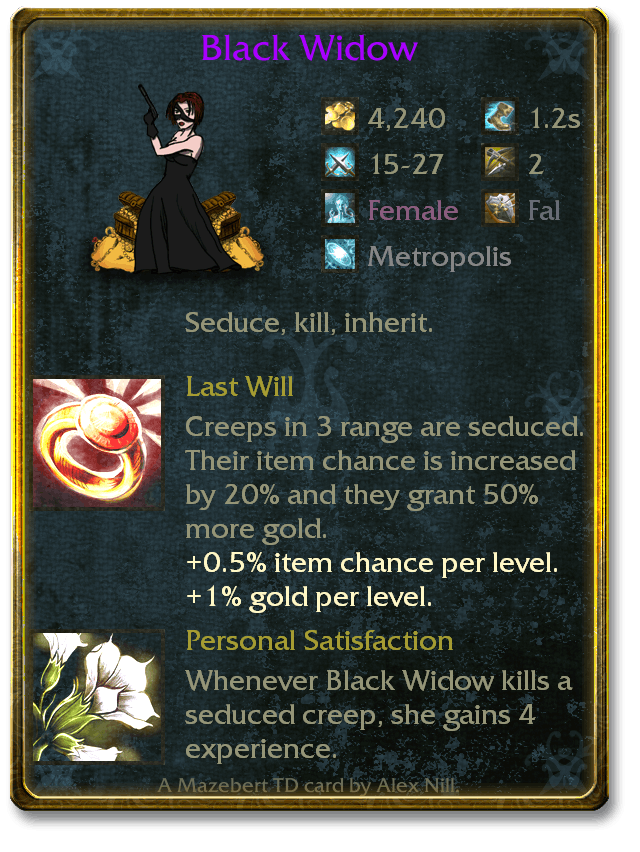 Black Widow
4,240 1.2s
15-27 2
Female Fal
Metropolis
Seduce, kill, inherit.
Last Will
Creeps in 3 range are seduced.
Their item chance is increased
by 20% and they grant 50%
more gold.
+0.5% item chance per level.
+1% gold per level.
Personal Satisfaction
Whenever Black Widow kills a
seduced creep, she gains 4
experience.
A Mazebert TD card by Alex Nill.